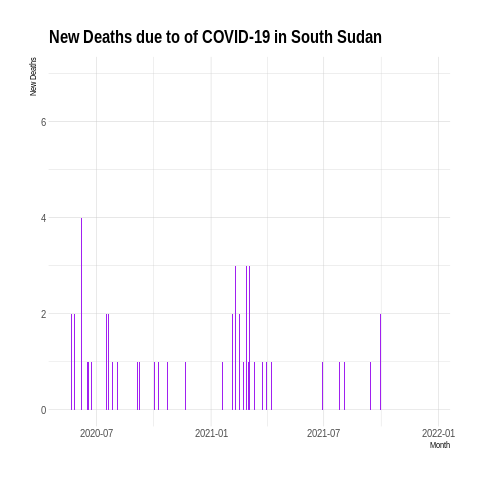 New Deaths due to of COVID-19 in South Sudan
New Deaths
6
4
2
0
2020-07
2021-01
2021-07
2022-01
Month